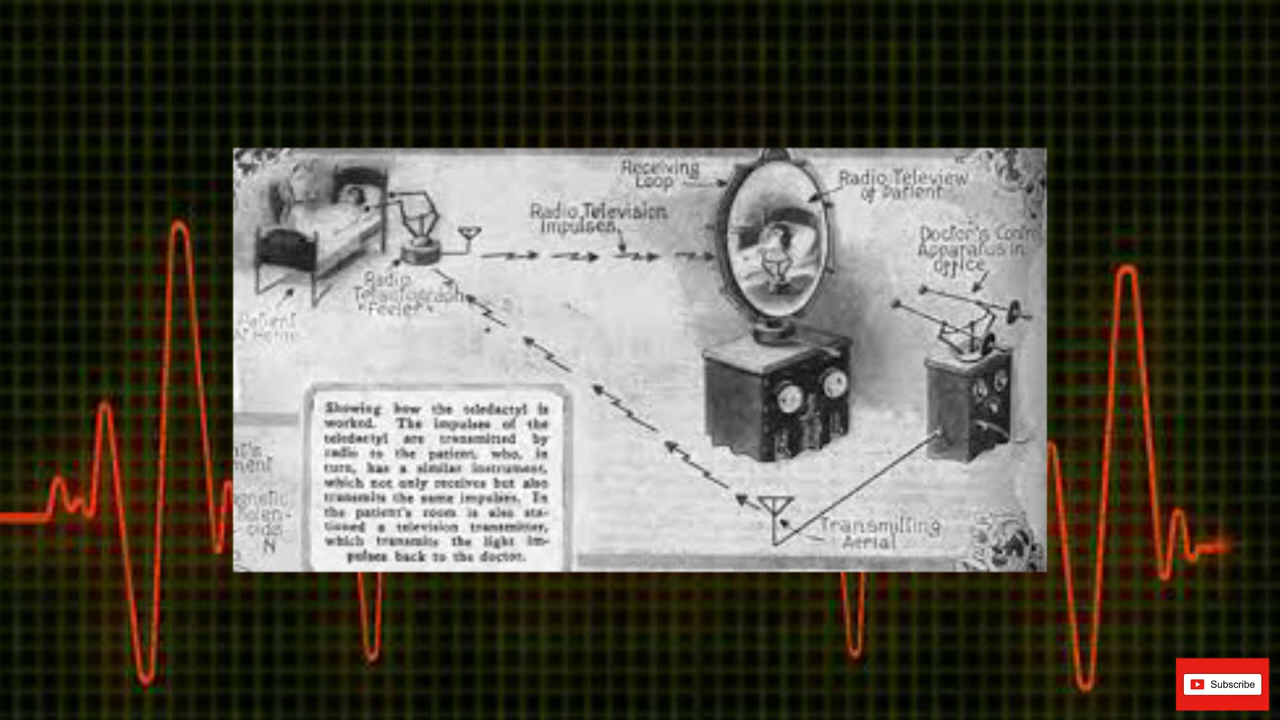 Receiving
Loop
Radio Teleview
of Patient
Radio Television
Impulses
Doctor's Control
Apparatus in
Office
Radio
Telautograph
"Feeler"
Patient
At Home
Showing how the teledactyl is
worked. The impulses of the
teledactyl are transmitted by
radio to the patient, who, in
turn, has a similar instrument,
which not only receives but also
transmits the same impulses. In
the patient's room is also sta-
tioned a television transmitter,
which transmits the light im-
pulses back to the doctor.
Transmitting
Aerial
N
Subscribe